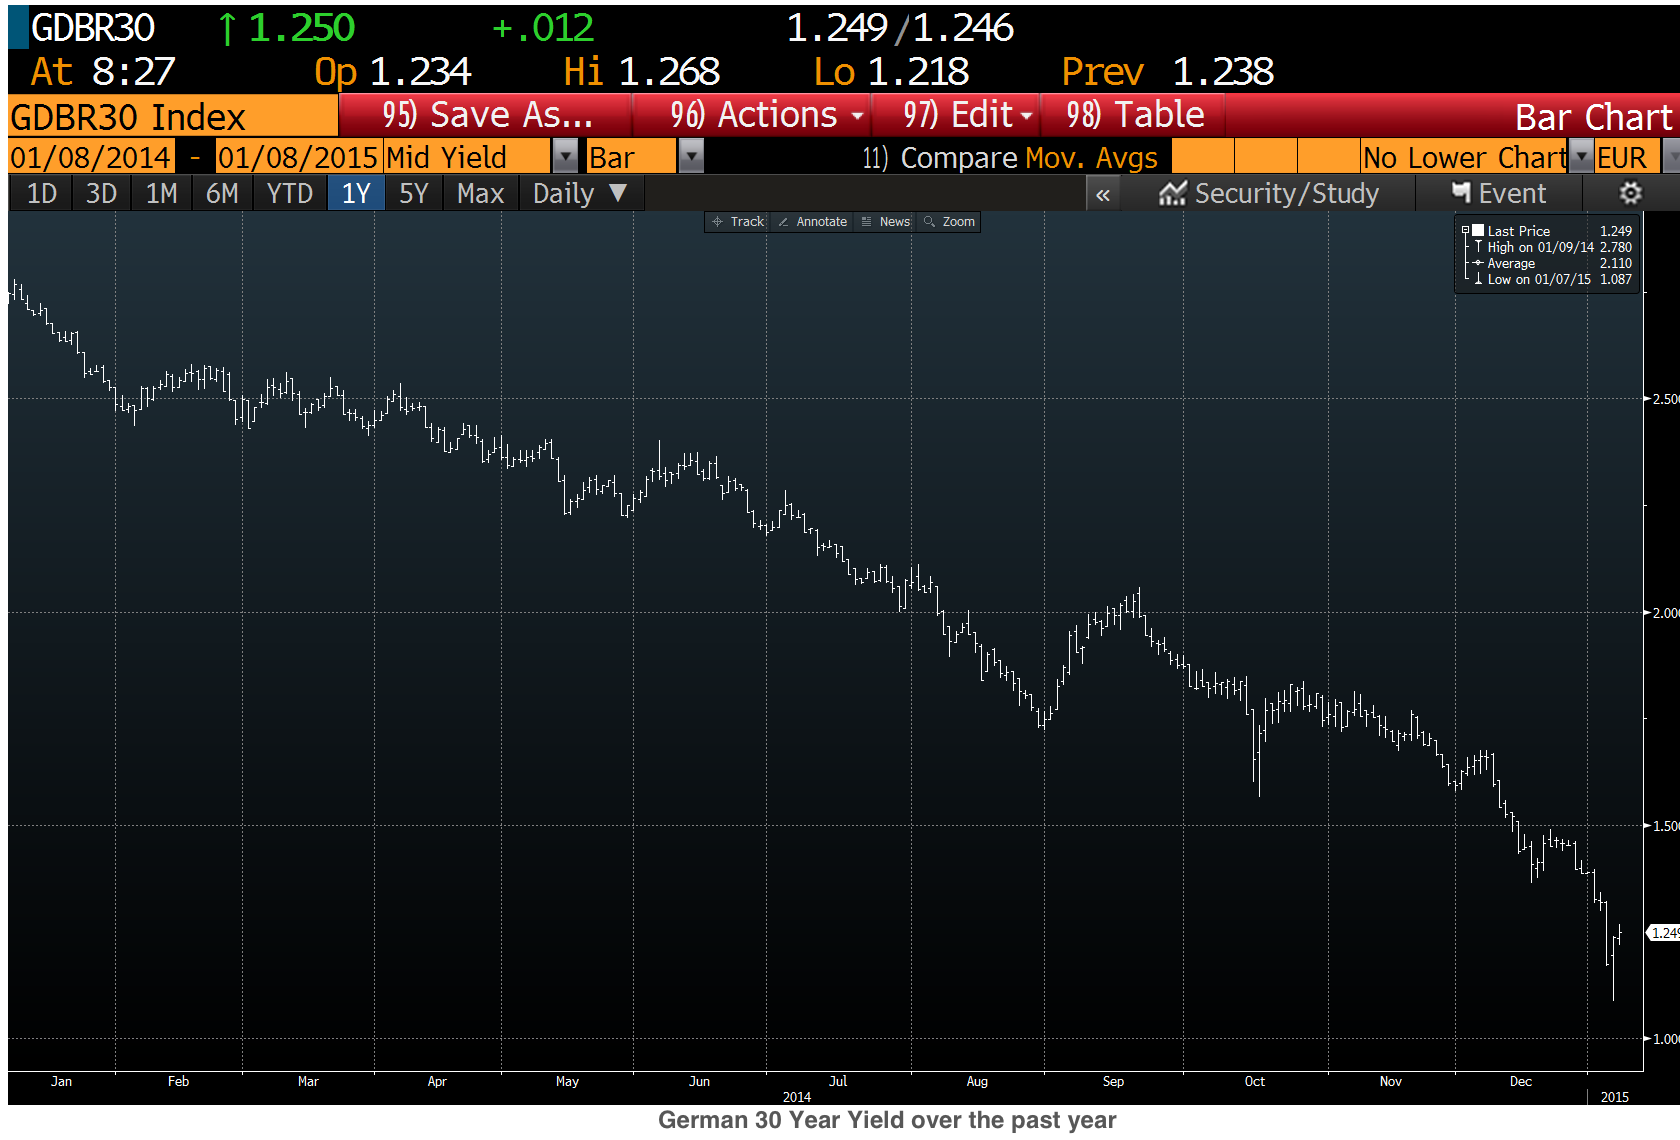 GDBR30 ↑ 1.250 +.012 1.249/1.246
At 8:27 Op 1.234 Hi 1.268 Lo 1.218 Prev 1.238
GDBR30 Index 95) Save As... 96) Actions 97) Edit 98) Table Bar Chart
01/08/2014 - 01/08/2015 Mid Yield Bar 11) Compare Mov. Avgs No Lower Chart EUR
1D 3D 1M 6M YTD 1Y 5Y Max Daily ▼ « Security/Study Event
Track Annotate News Zoom
Last Price 1.249
High on 01/09/14 2.780
Average 2.110
Low on 01/07/15 1.087
2.500
2.000
1.500
1.249
1.000
Jan Feb Mar Apr May Jun Jul Aug Sep Oct Nov Dec
2014 2015
German 30 Year Yield over the past year